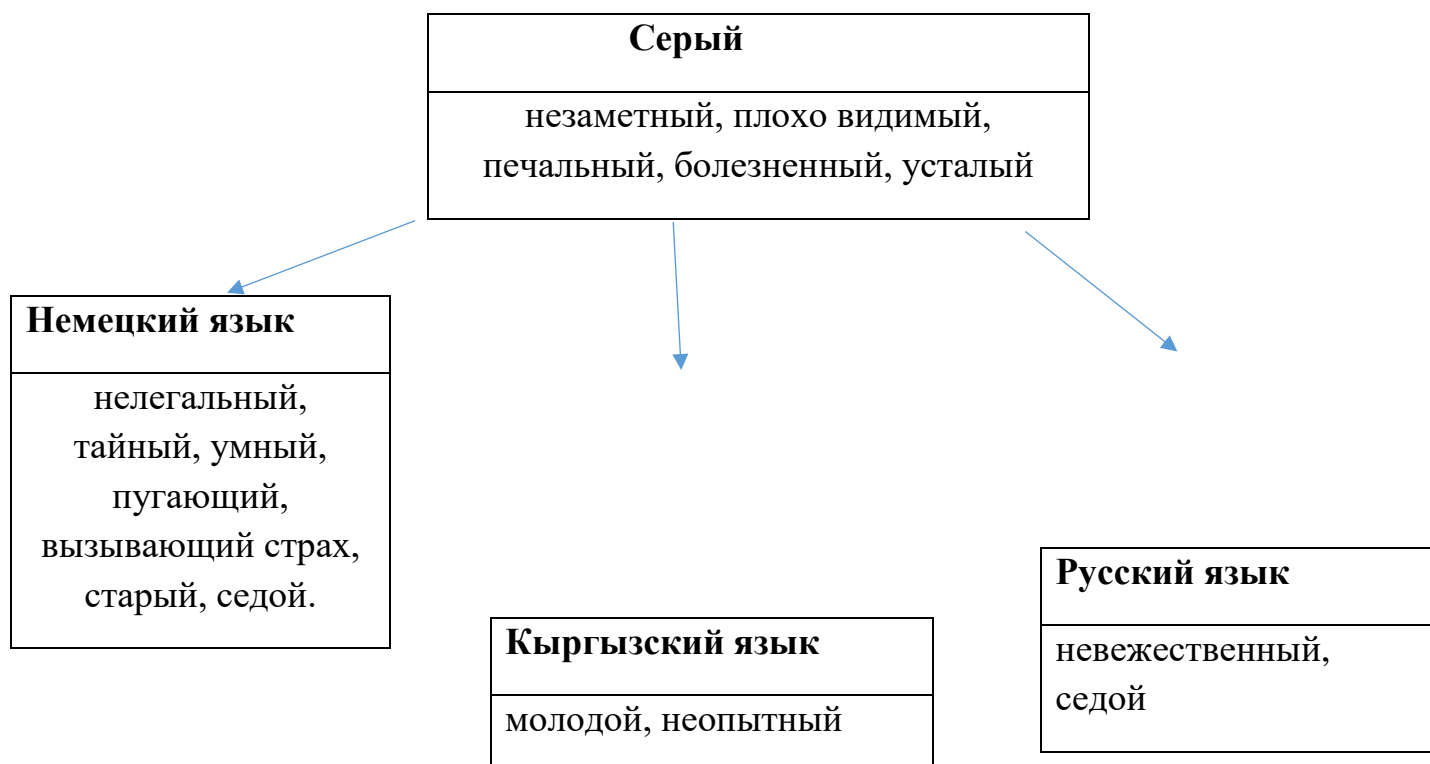 Серый
незаметный, плохо видимый,
печальный, болезненный, усталый
Немецкий язык
нелегальный,
тайный, умный,
пугающий,
вызывающий страх,
старый, седой.
Кыргызский язык
молодой, неопытный
Русский язык
невежественный,
седой